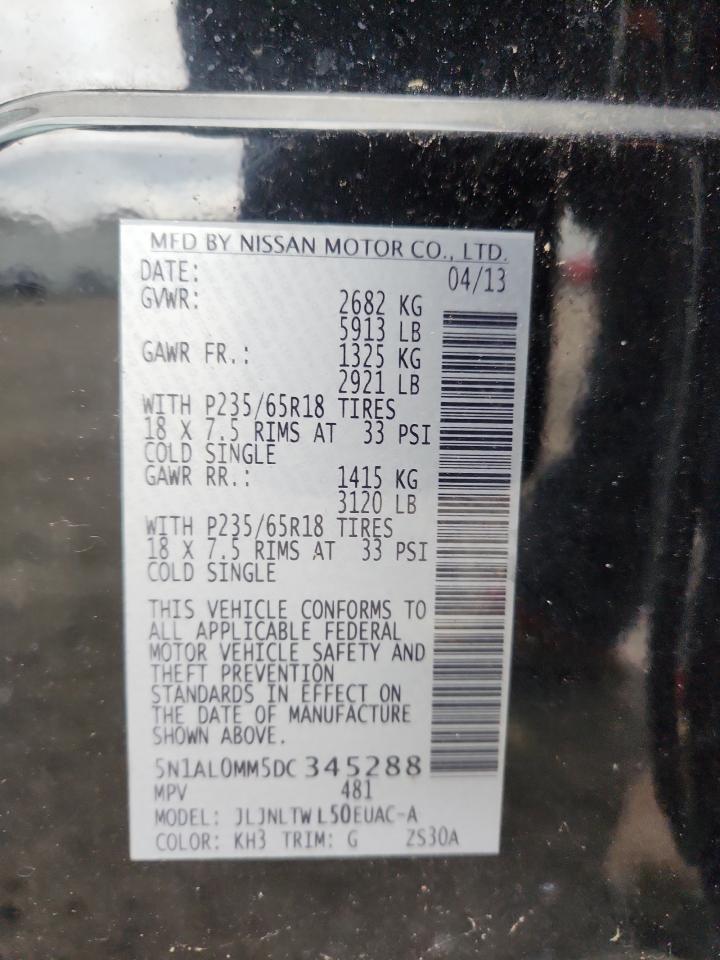 MFD BY NISSAN MOTOR CO., LTD.
DATE: 04/13
GVWR: 2682 KG
5913 LB
GAWR FR.: 1325 KG
2921 LB
WITH P235/65R18 TIRES
18 X 7.5 RIMS AT 33 PSI
COLD SINGLE
GAWR RR.: 1415 KG
3120 LB
WITH P235/65R18 TIRES
18 X 7.5 RIMS AT 33 PSI
COLD SINGLE
THIS VEHICLE CONFORMS TO
ALL APPLICABLE FEDERAL
MOTOR VEHICLE SAFETY AND
THEFT PREVENTION
STANDARDS IN EFFECT ON
THE DATE OF MANUFACTURE
SHOWN ABOVE.
5N1AL0MM5DC345288
MPV 481
MODEL: JLJNLTWL50EUAC-A
COLOR: KH3 TRIM: G ZS30A